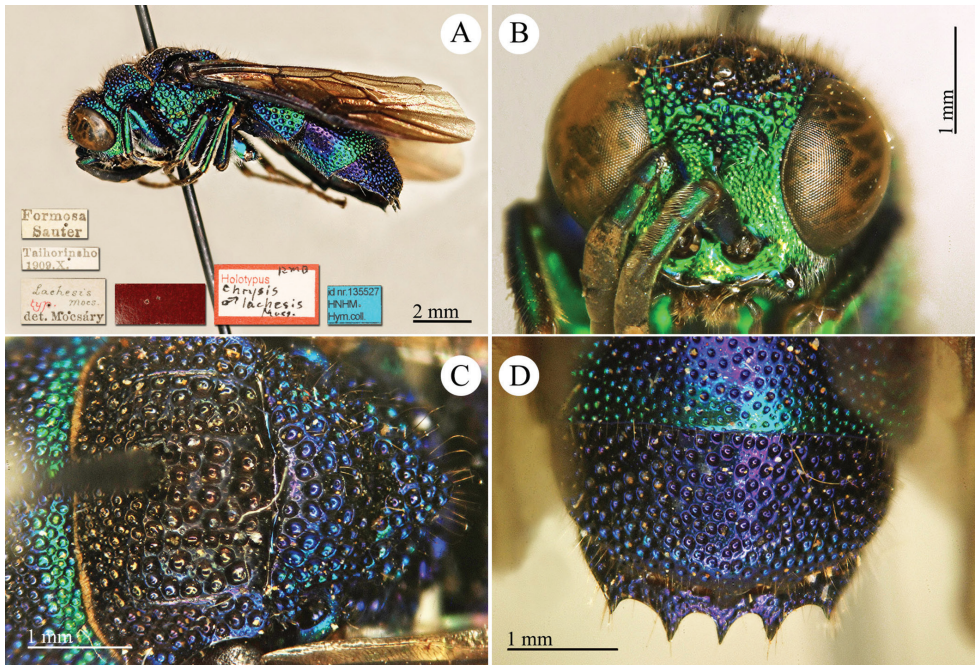 A
Formosa
Sauter
Taihorinsho
1909.X.
Lachesis
typ. Mocs.
det. Mocsáry
RMB
Holotypus
Chrysis
♂ lachesis
Mocs.
id nr.135527
HNHM
Hym.coll.
2 mm
B
1 mm
C
1 mm
D
1 mm